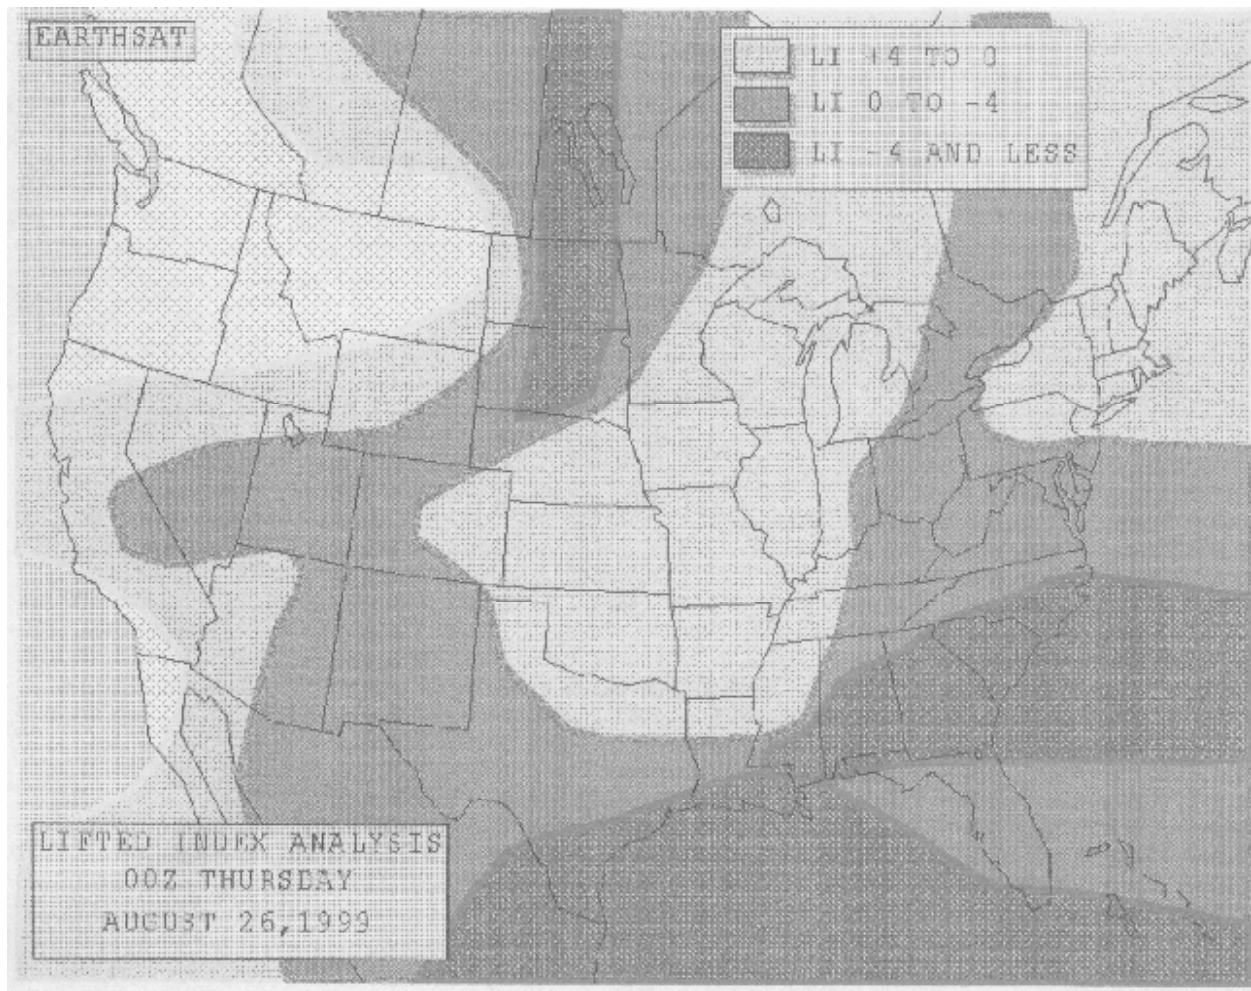 EARTHSAT
LI +4 TO 0
LI 0 TO -4
LI -4 AND LESS
LIFTED INDEX ANALYSIS
00Z THURSDAY
AUGUST 26,1999